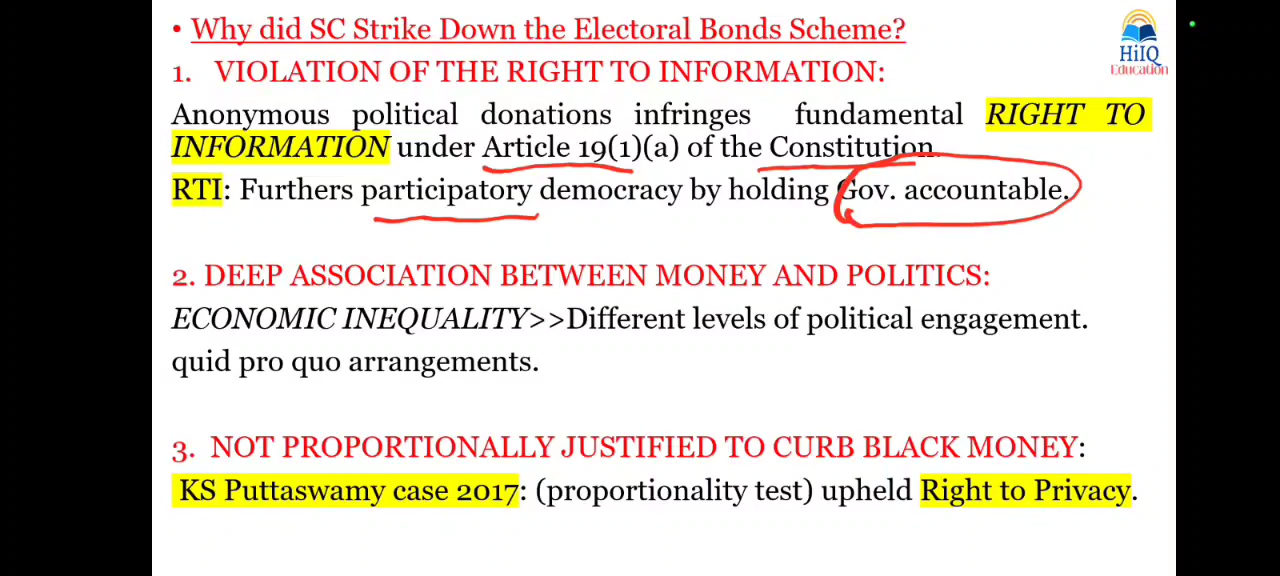 • Why did SC Strike Down the Electoral Bonds Scheme?
HiIQ
Education
1. VIOLATION OF THE RIGHT TO INFORMATION:
Anonymous political donations infringes fundamental RIGHT TO
INFORMATION under Article 19(1)(a) of the Constitution.
RTI: Furthers participatory democracy by holding Gov. accountable.
2. DEEP ASSOCIATION BETWEEN MONEY AND POLITICS:
ECONOMIC INEQUALITY>>Different levels of political engagement.
quid pro quo arrangements.
3. NOT PROPORTIONALLY JUSTIFIED TO CURB BLACK MONEY:
KS Puttaswamy case 2017: (proportionality test) upheld Right to Privacy.